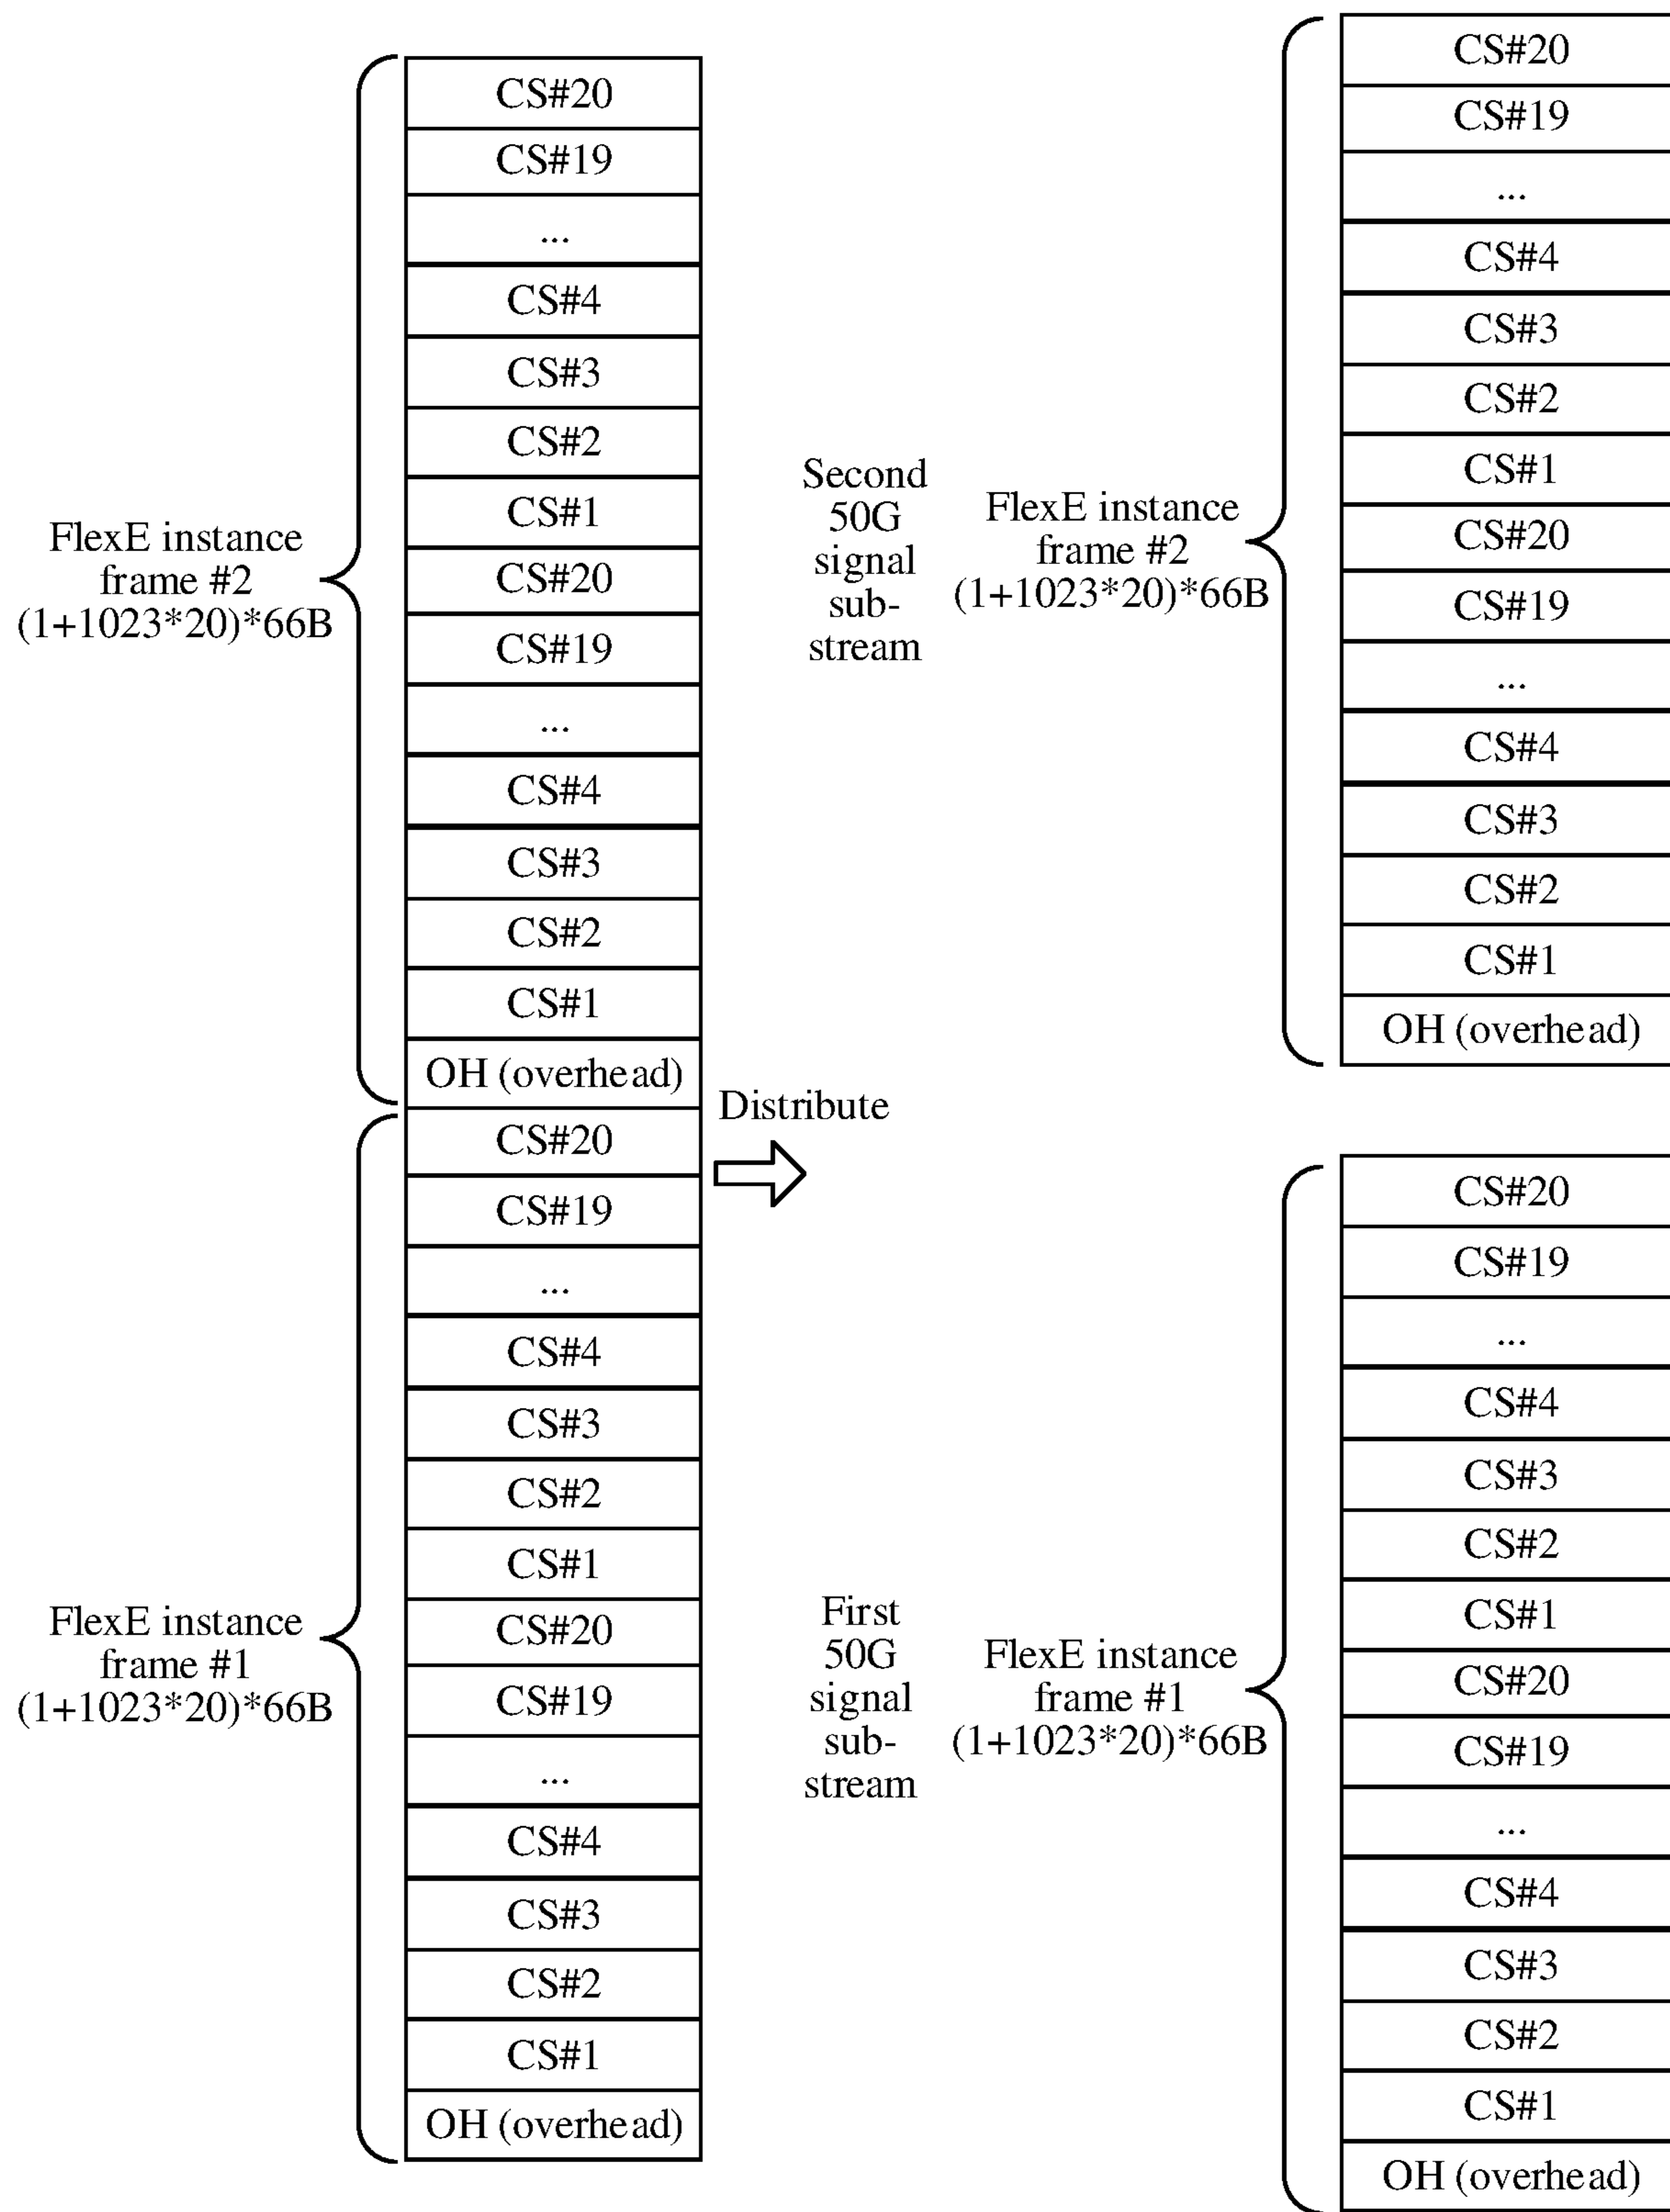 FlexE instance
frame #2
(1+1023*20)*66B
CS#20
CS#19
...
CS#4
CS#3
CS#2
CS#1
CS#20
CS#19
...
CS#4
CS#3
CS#2
CS#1
OH (overhead)
FlexE instance
frame #1
(1+1023*20)*66B
CS#20
CS#19
...
CS#4
CS#3
CS#2
CS#1
CS#20
CS#19
...
CS#4
CS#3
CS#2
CS#1
OH (overhead)
Distribute
Second
50G
signal
sub-
stream
FlexE instance
frame #2
(1+1023*20)*66B
CS#20
CS#19
...
CS#4
CS#3
CS#2
CS#1
CS#20
CS#19
...
CS#4
CS#3
CS#2
CS#1
OH (overhead)
First
50G
signal
sub-
stream
FlexE instance
frame #1
(1+1023*20)*66B
CS#20
CS#19
...
CS#4
CS#3
CS#2
CS#1
CS#20
CS#19
...
CS#4
CS#3
CS#2
CS#1
OH (overhead)